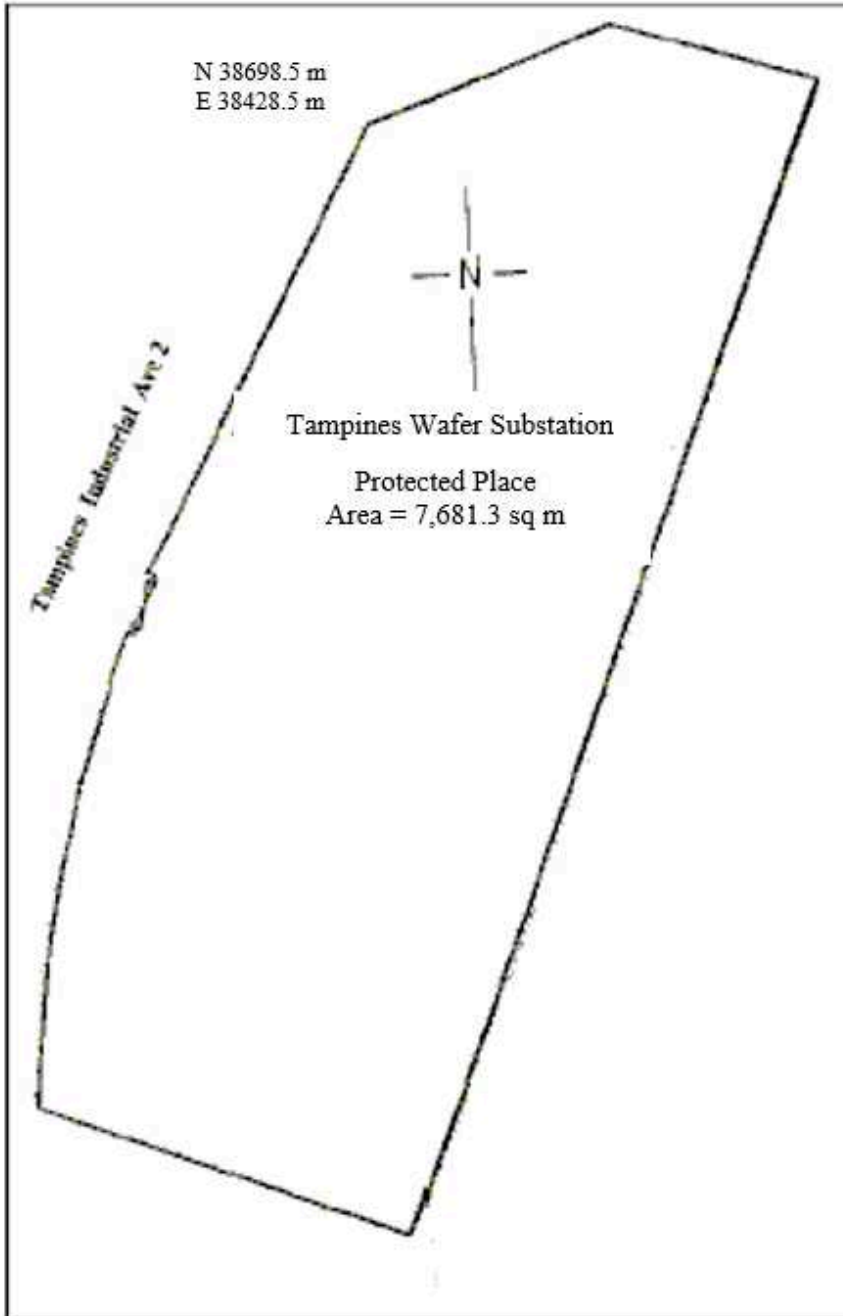 N 38698.5 m
E 38428.5 m
N
Tampines Industrial Ave 2
Tampines Wafer Substation
Protected Place
Area = 7,681.3 sq m